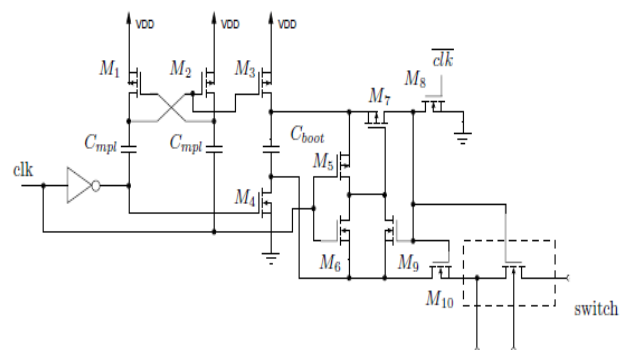 VDD
VDD
VDD
M1
M2
M3
M8
clk
M7
Cmpl
Cmpl
Cboot
clk
M5
M4
M6
M9
M10
switch